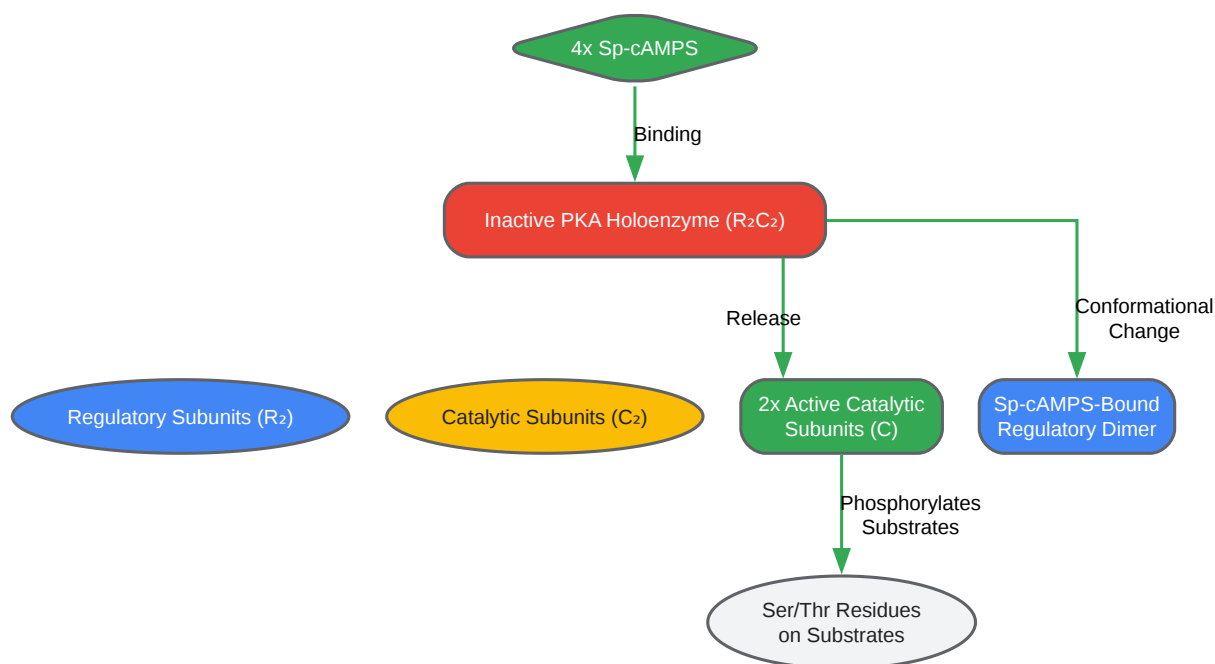 4x Sp-cAMPS
Binding
Inactive PKA Holoenzyme (R₂C₂)
Release
Conformational
Change
Regulatory Subunits (R₂)
Catalytic Subunits (C₂)
2x Active Catalytic
Subunits (C)
Sp-cAMPS-Bound
Regulatory Dimer
Phosphorylates
Substrates
Ser/Thr Residues
on Substrates